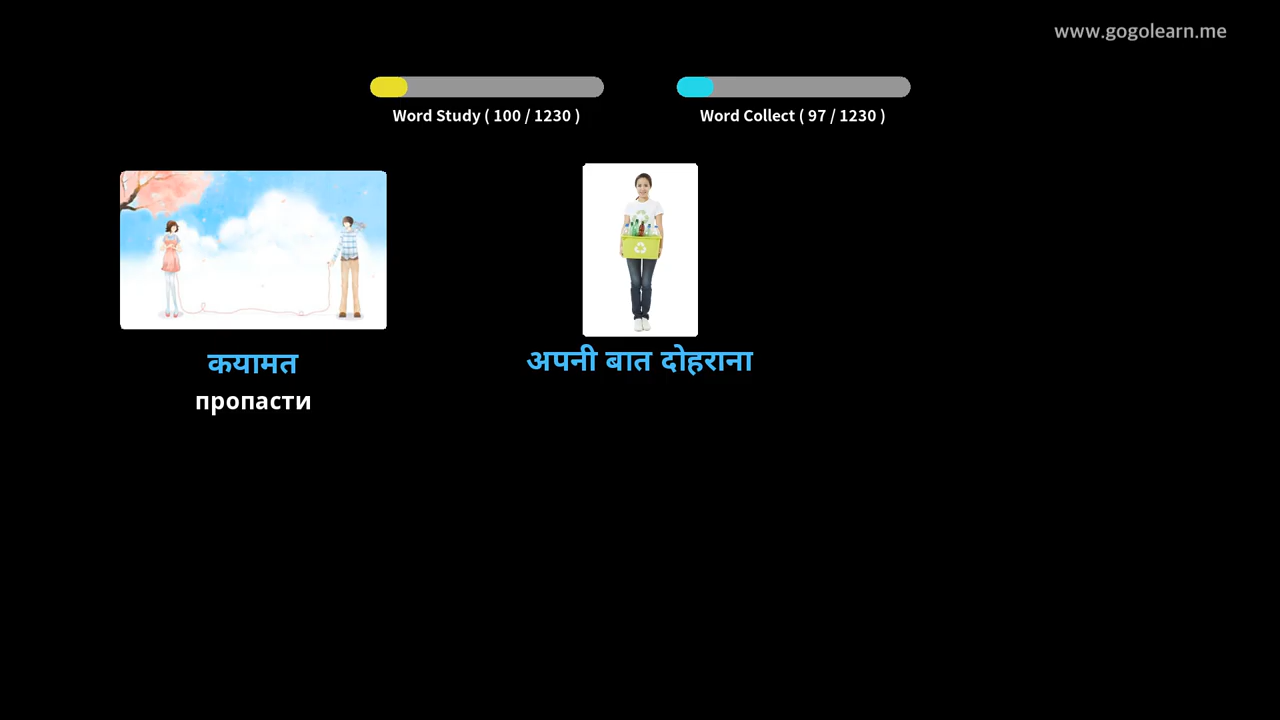 www.gogolearn.me
Word Study ( 100 / 1230 )
Word Collect ( 97 / 1230 )
कयामत
пропасти
अपनी बात दोहराना